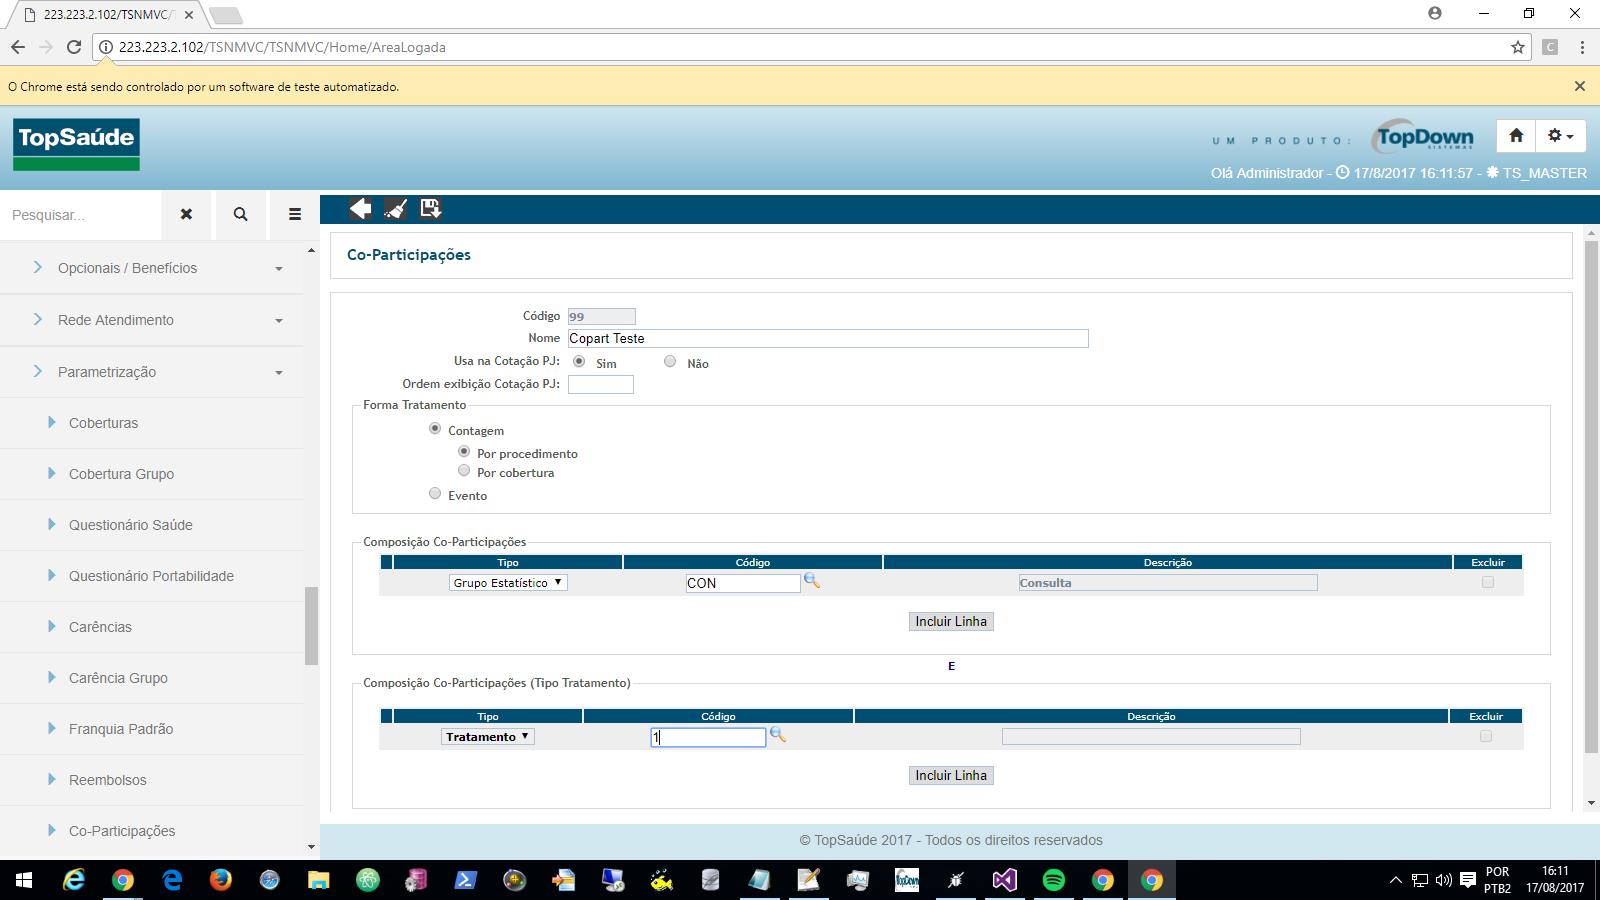 223.223.2.102/TSNMVC/T
223.223.2.102/TSNMVC/TSNMVC/Home/AreaLogada
C
O Chrome está sendo controlado por um software de teste automatizado.
TopSaúde
UM PRODUTO:
TopDown
SISTEMAS
Olá Administrador - 17/8/2017 16:11:57 - TS_MASTER
Pesquisar...
Opcionais / Benefícios
Rede Atendimento
Parametrização
Coberturas
Cobertura Grupo
Questionário Saúde
Questionário Portabilidade
Carências
Carência Grupo
Franquia Padrão
Reembolsos
Co-Participações
Co-Participações
Código 99
Nome Copart Teste
Usa na Cotação PJ: Sim Não
Ordem exibição Cotação PJ:
Forma Tratamento
Contagem
Por procedimento
Por cobertura
Evento
Composição Co-Participações
Tipo Código Descrição Excluir
Grupo Estatístico CON Consulta
Incluir Linha
E
Composição Co-Participações (Tipo Tratamento)
Tipo Código Descrição Excluir
Tratamento 1
Incluir Linha
© TopSaúde 2017 - Todos os direitos reservados
TopDown
POR
PTB2
16:11
17/08/2017